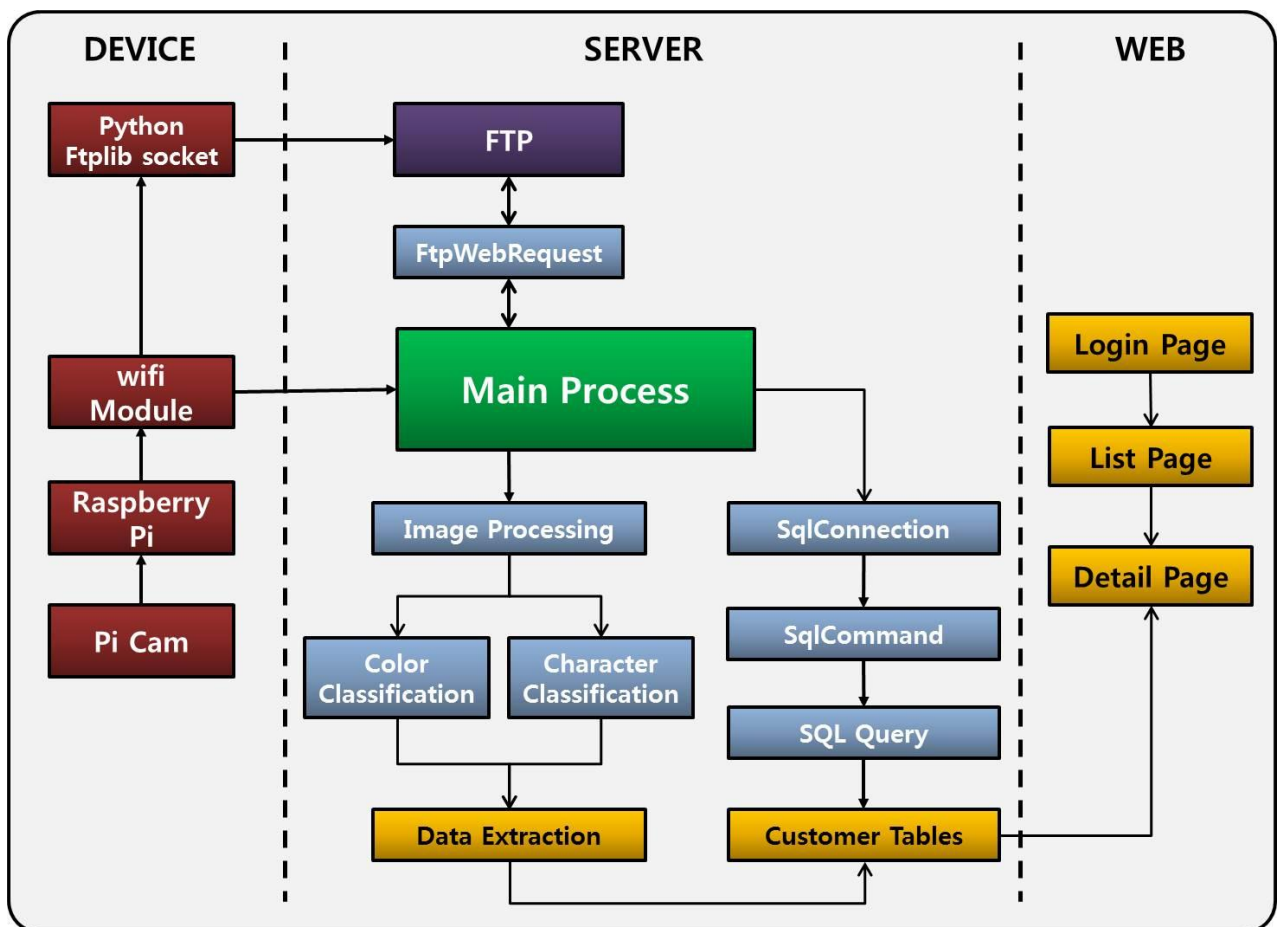 DEVICE
SERVER
WEB
Python
Ftplib socket
FTP
FtpWebRequest
wifi
Module
Main Process
Login Page
List Page
Raspberry
Pi
Image Processing
SqlConnection
Detail Page
Pi Cam
Color
Classification
Character
Classification
SqlCommand
SQL Query
Data Extraction
Customer Tables